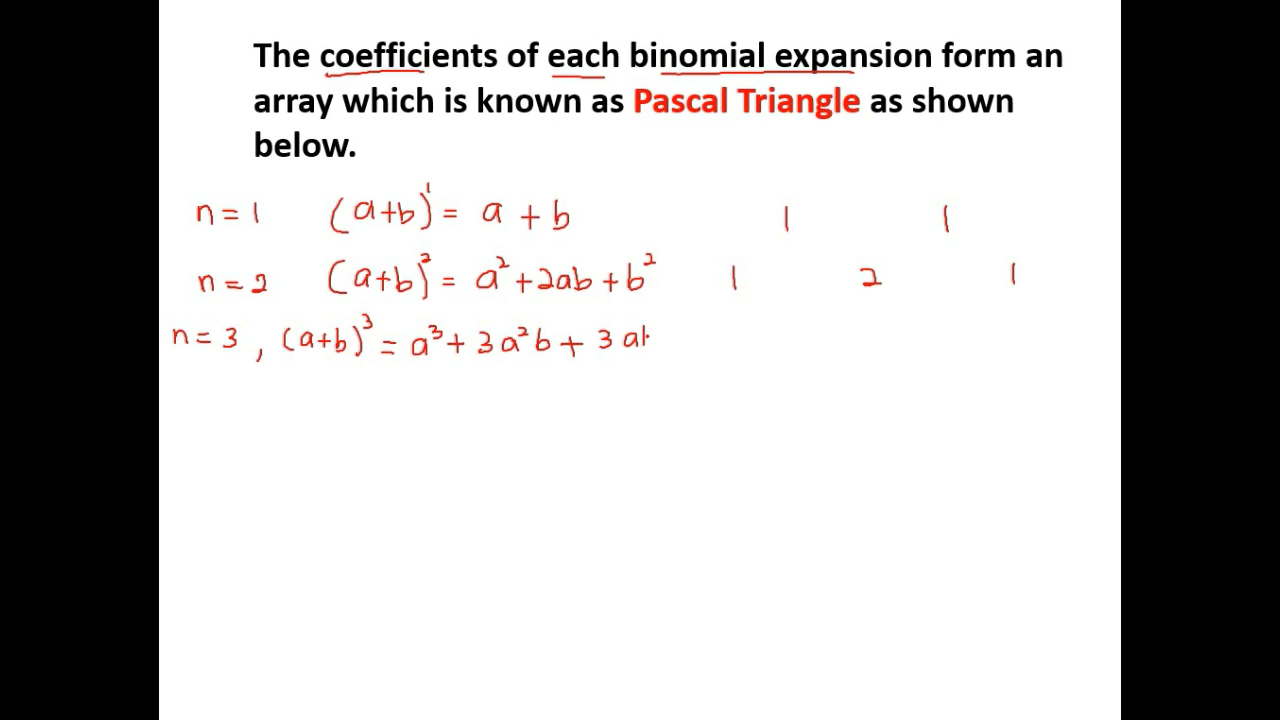 The coefficients of each binomial expansion form an
array which is known as Pascal Triangle as shown
below.
n = 1 (a+b)¹ = a + b 1 1
n = 2 (a+b)² = a² + 2ab + b² 1 2 1
n = 3 , (a+b)³ = a³ + 3a²b + 3